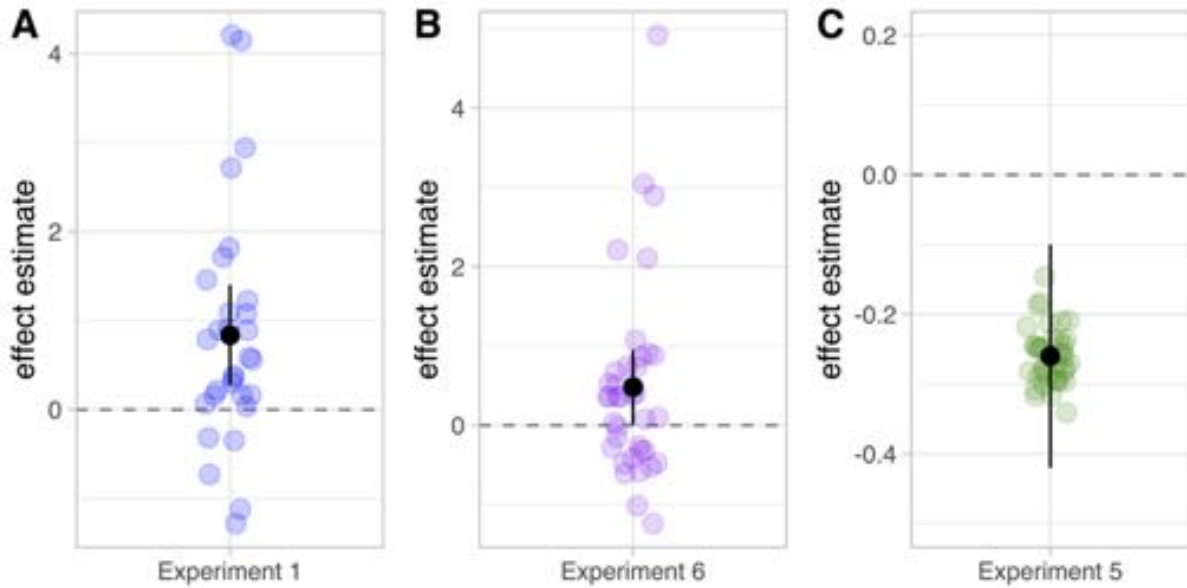 A
effect estimate
4
2
0
Experiment 1
B
effect estimate
4
2
0
Experiment 6
C
effect estimate
0.2
0.0
-0.2
-0.4
Experiment 5